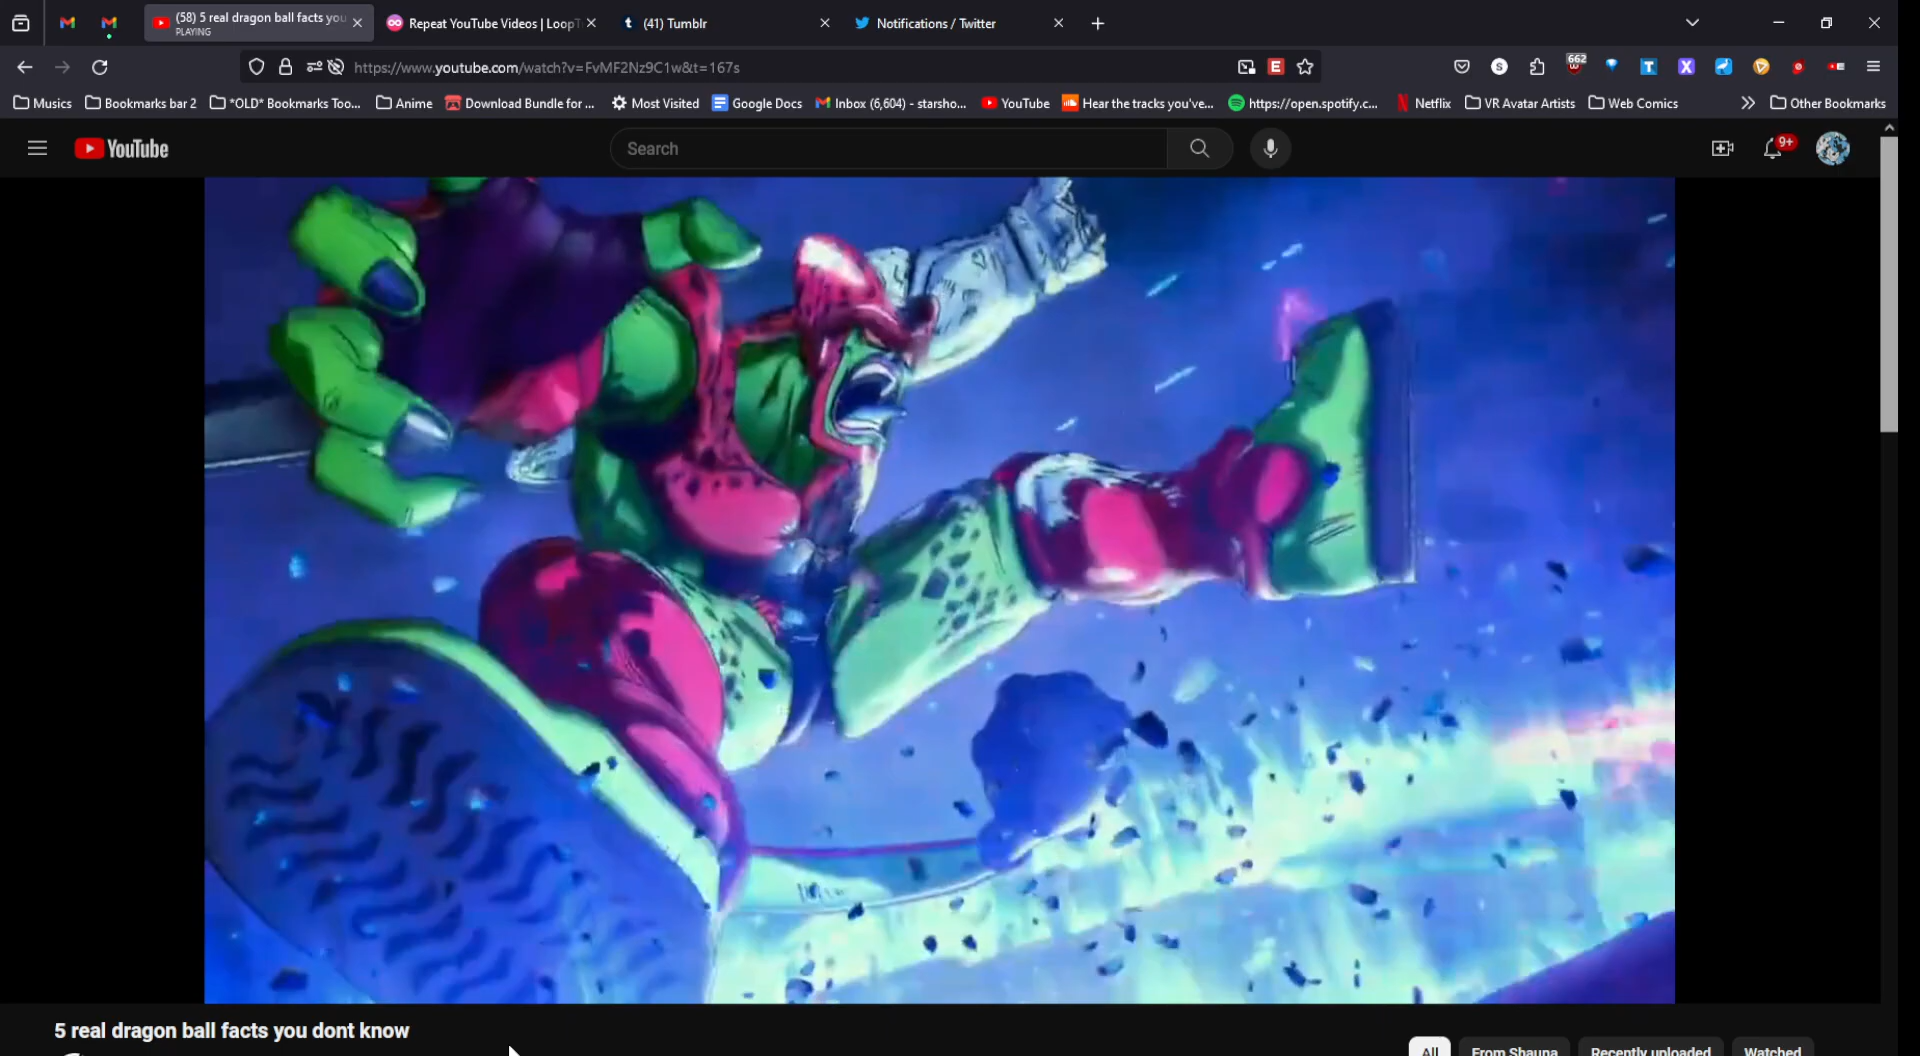 (58) 5 real dragon ball facts you
PLAYING
Repeat YouTube Videos | LoopT
(41) Tumblr
Notifications / Twitter
https://www.youtube.com/watch?v=FvMF2Nz9C1w&t=167s
662
Musics
Bookmarks bar 2
*OLD* Bookmarks Too...
Anime
Download Bundle for ...
Most Visited
Google Docs
Inbox (6,604) - starsho...
YouTube
Hear the tracks you've...
https://open.spotify.c...
Netflix
VR Avatar Artists
Web Comics
Other Bookmarks
YouTube
Search
9+
5 real dragon ball facts you dont know
All
From Shauna
Recently uploaded
Watched